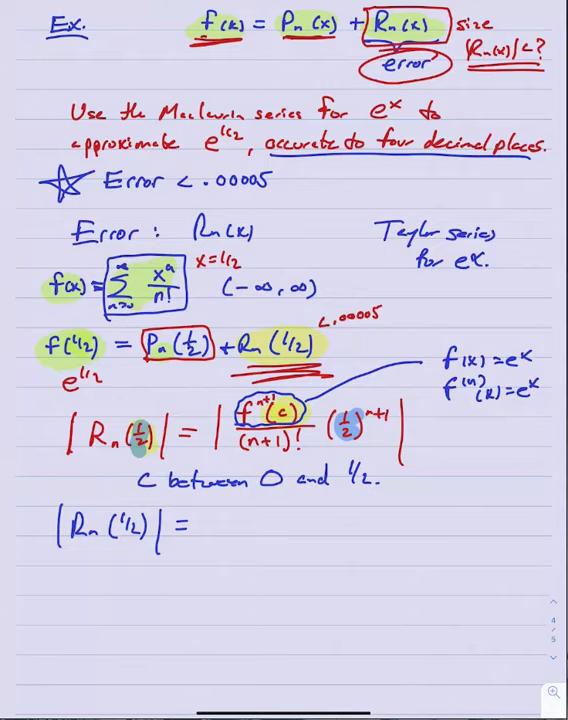 Ex. f(x) = Pn(x) + Rn(x) size
error |Rn(x)| < ?
Use the Maclaurin series for e^x to
approximate e^1/2, accurate to four decimal places.
☆ Error < .00005
Error : Rn(x) Taylor series
for e^x.
f(x) = ∞ ∑ n=0 x^n / n! x = 1/2 (-∞, ∞)
f(1/2) = Pn(1/2) + Rn(1/2) < .00005
e^1/2
f(x) = e^x
f^(n)(x) = e^x
| Rn(1/2) | = | f^n+1(c) / (n+1)! (1/2)^n+1 |
c between 0 and 1/2.
| Rn(1/2) | =
4
/
5